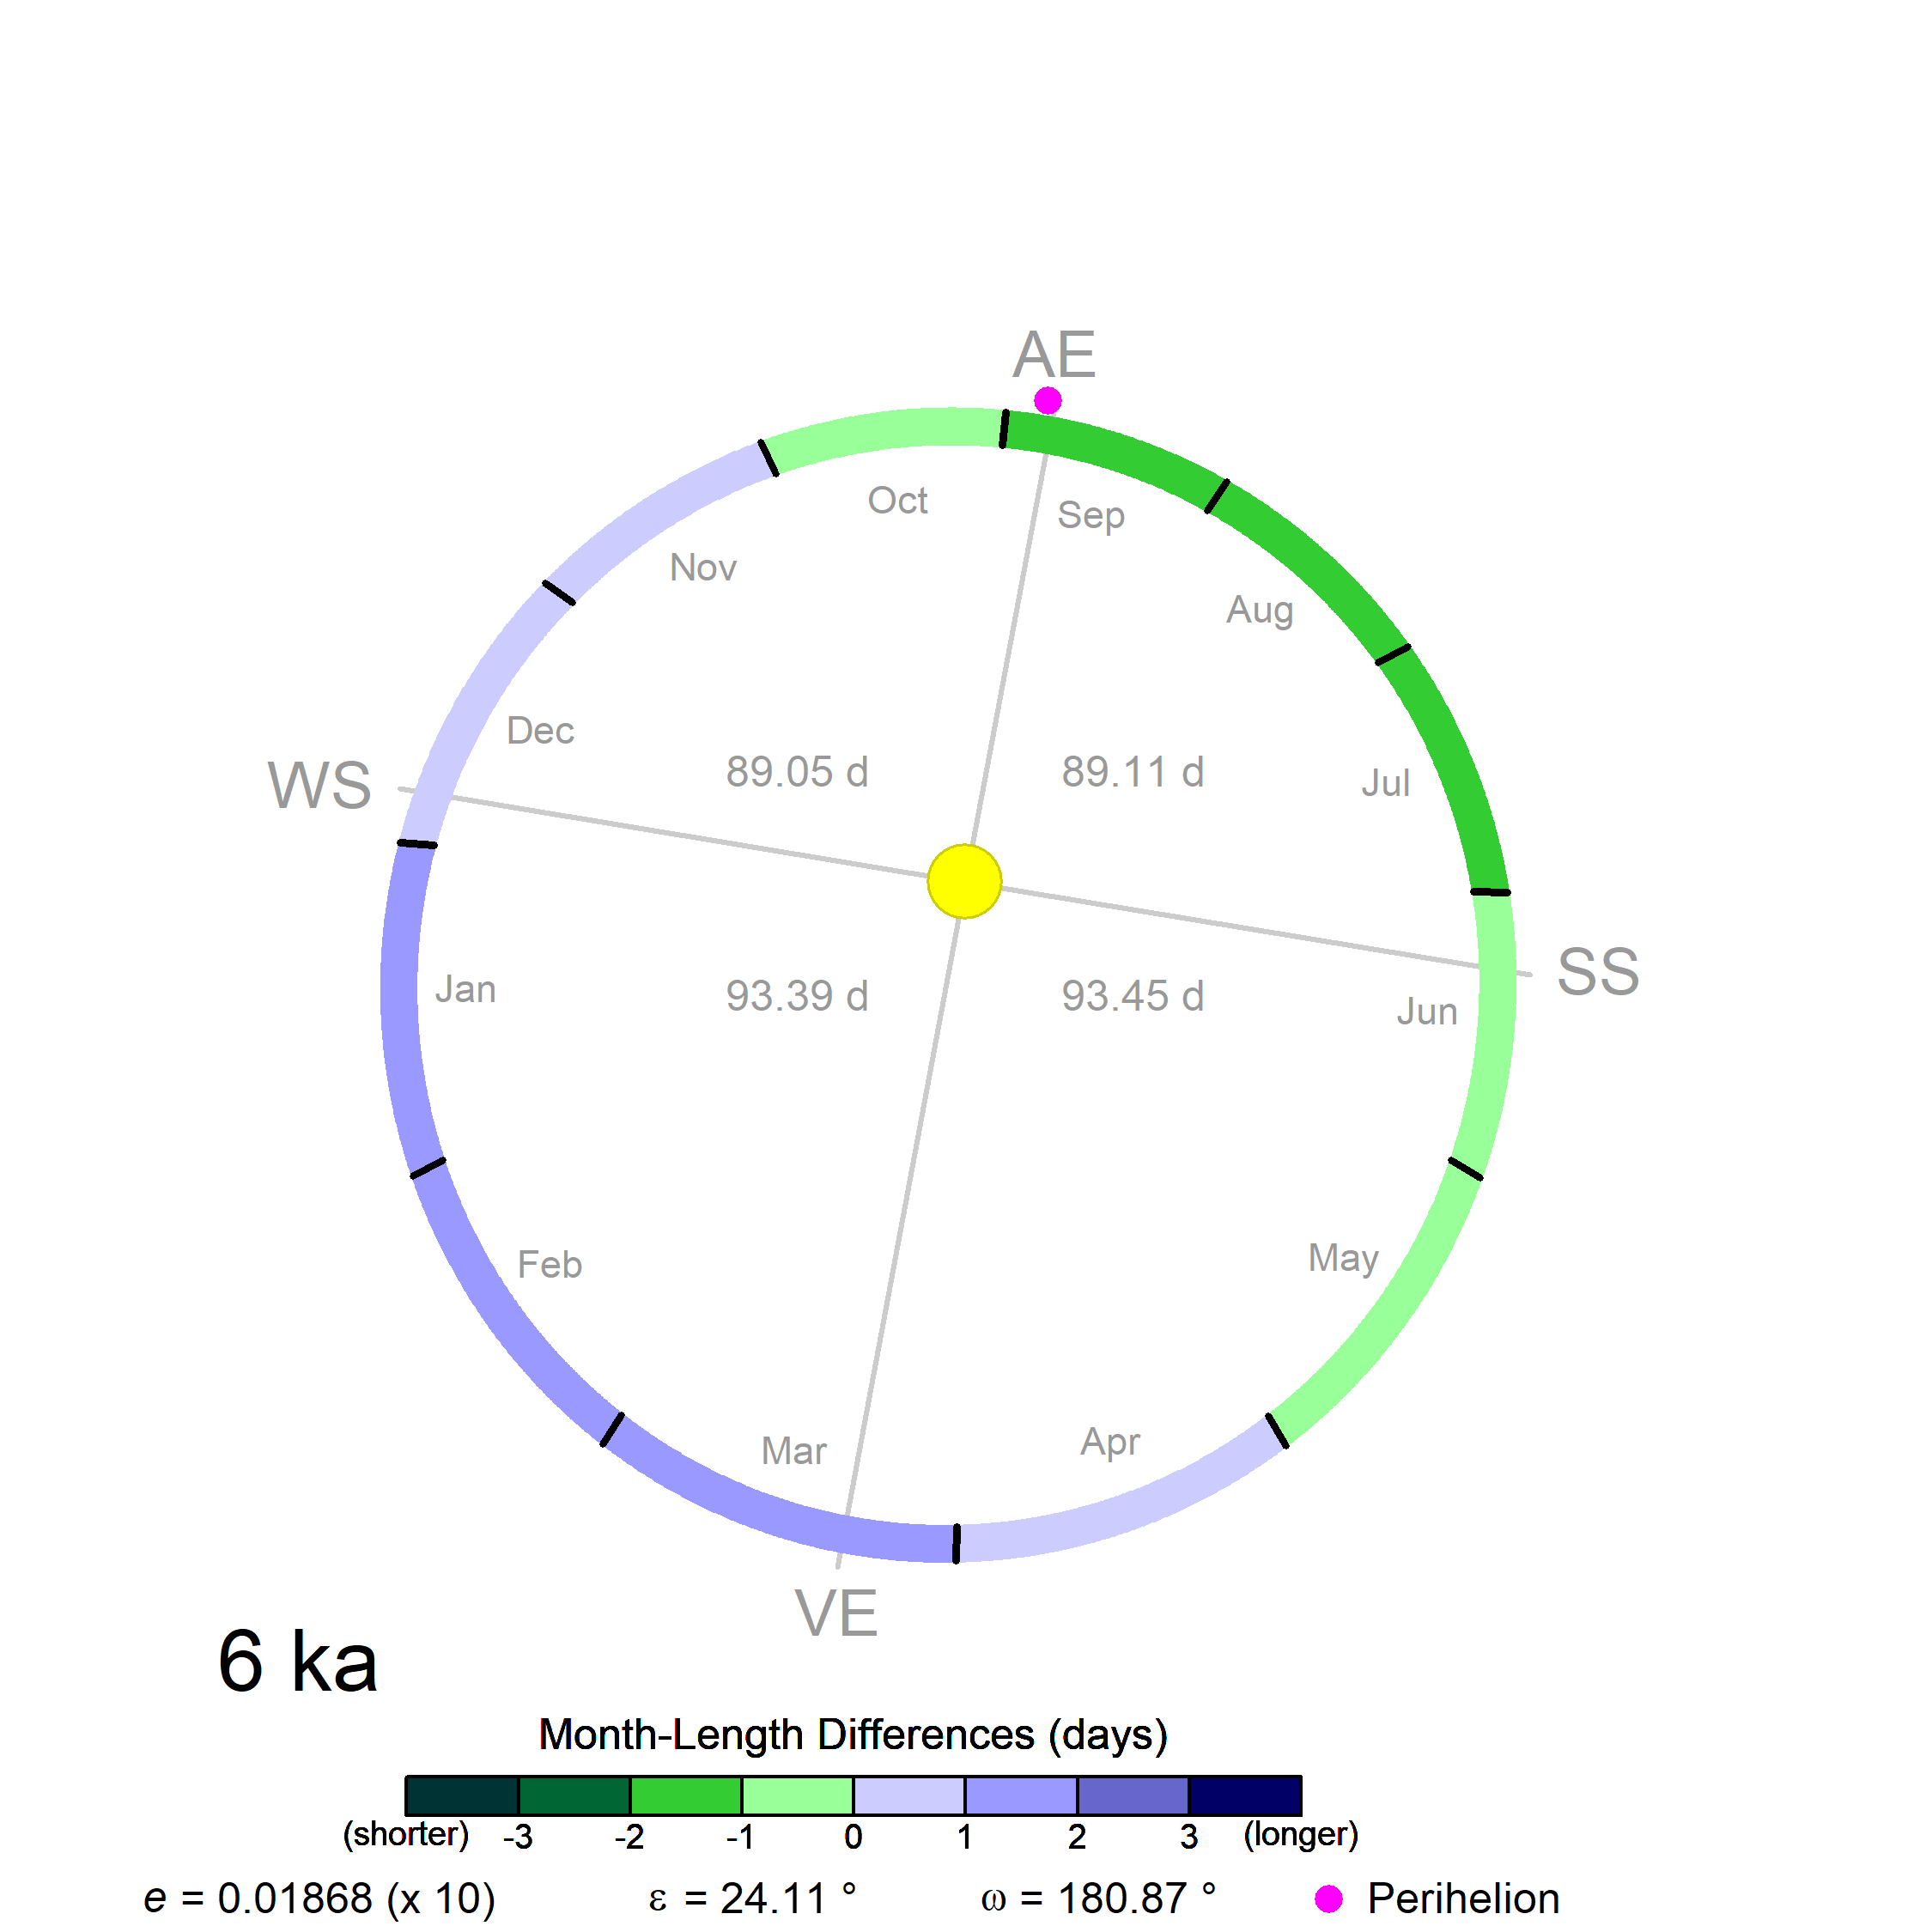 AE
Oct
Sep
Nov
Aug
Dec
89.05 d
89.11 d
WS
Jul
SS
Jan
93.39 d
93.45 d
Jun
Feb
May
Mar
Apr
VE
6 ka
Month-Length Differences (days)
(shorter) -3 -2 -1 0 1 2 3 (longer)
e = 0.01868 (x 10) ε = 24.11 ° ω = 180.87 ° Perihelion